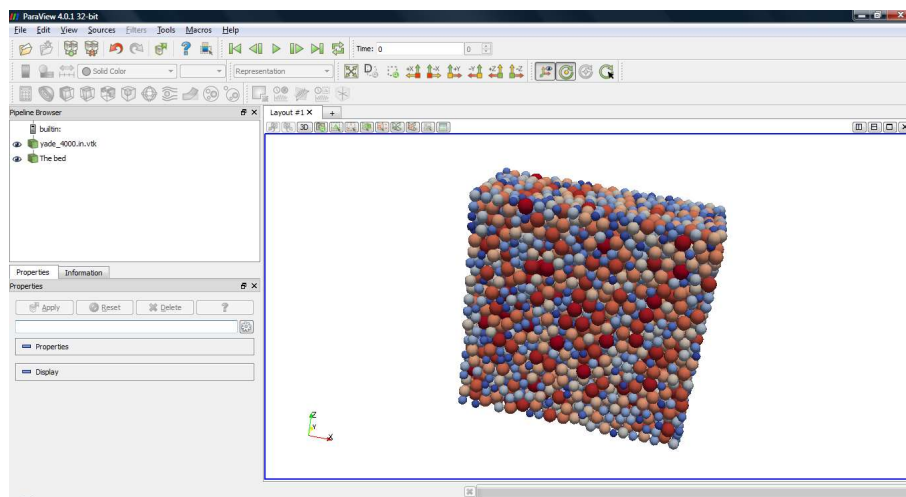 ParaView 4.0.1 32-bit
File Edit View Sources Filters Tools Macros Help
Time: 0 0
Solid Color Representation +X -X +Y -Y +Z -Z
Pipeline Browser
Layout #1 X +
3D
builtin:
yade_4000.in.vtk
The bed
Properties Information
Properties
Apply Reset Delete ?
Properties
Display
Z
Y
X